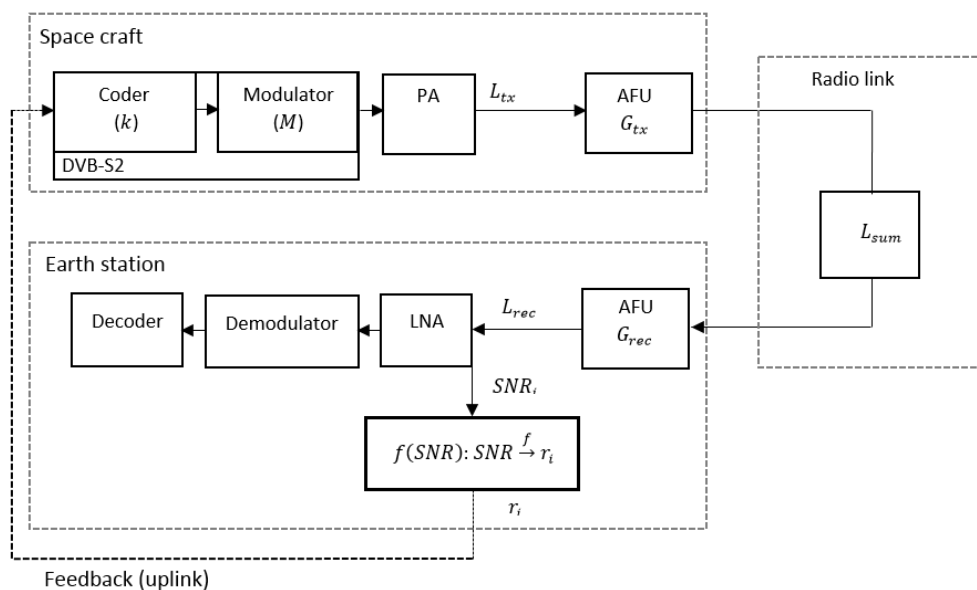 Space craft
Coder
(k)
Modulator
(M)
DVB-S2
PA
L_tx
AFU
G_tx
Radio link
L_sum
Earth station
Decoder
Demodulator
LNA
L_rec
AFU
G_rec
SNR_i
f(SNR): SNR \xrightarrow{f} r_i
r_i
Feedback (uplink)